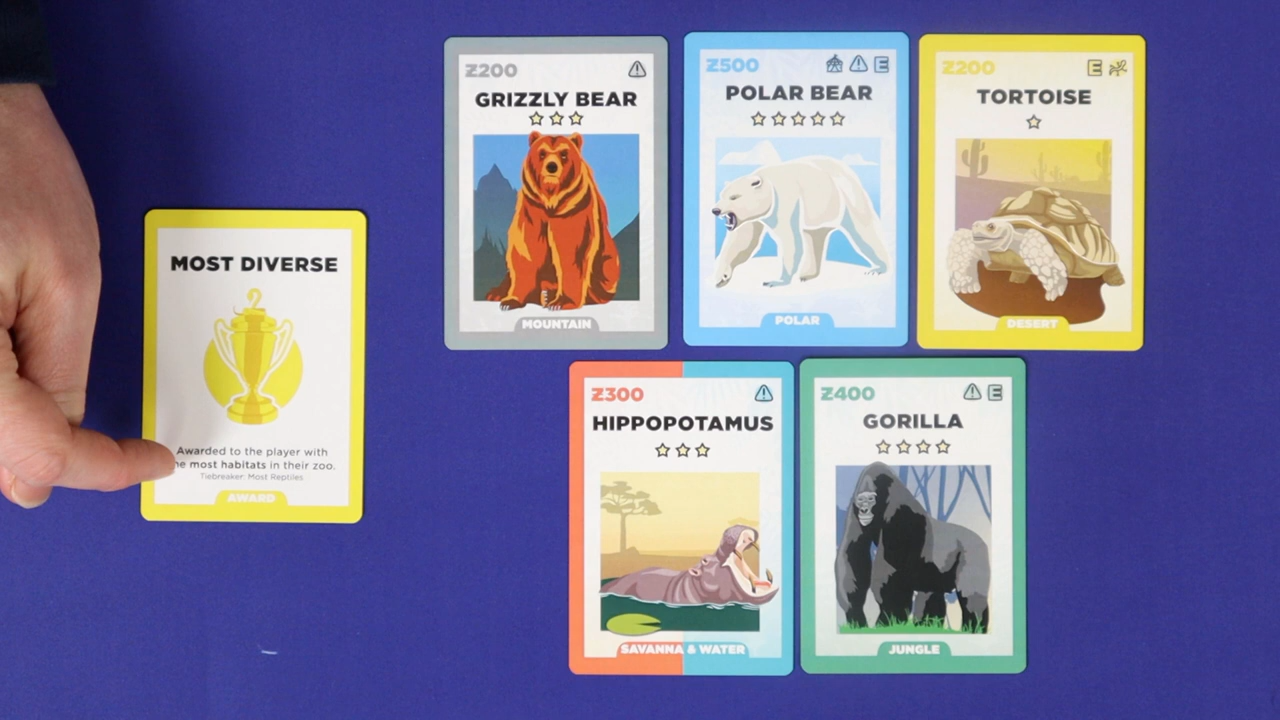 MOST DIVERSE
Awarded to the player with
most habitats in their zoo.
Tiebreaker: Most Reptiles
AWARD
Z200
GRIZZLY BEAR
MOUNTAIN
Z500 E
POLAR BEAR
POLAR
Z200 E
TORTOISE
DESERT
Z300
HIPPOPOTAMUS
SAVANNA & WATER
Z400 E
GORILLA
JUNGLE